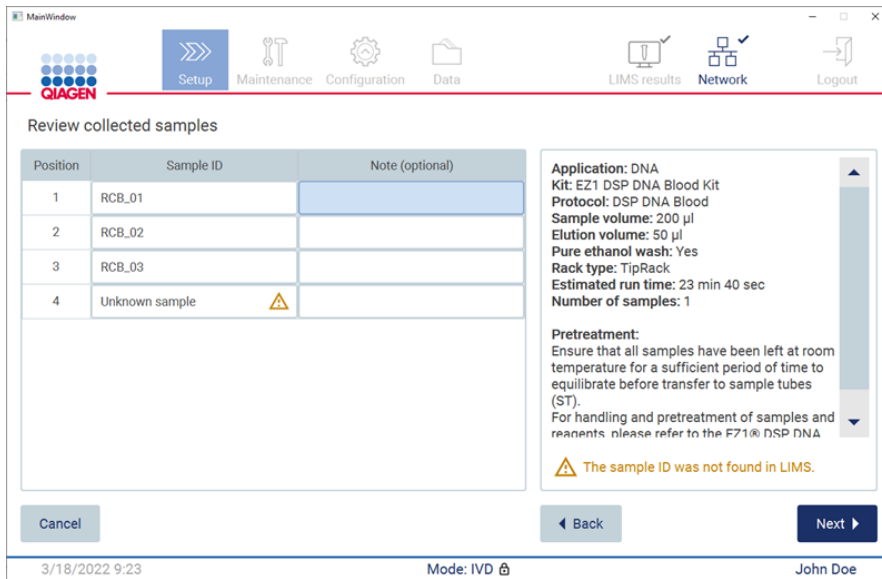 MainWindow
QIAGEN
Setup
Maintenance
Configuration
Data
LIMS results
Network
Logout
Review collected samples
Position Sample ID Note (optional)
1 RCB_01
2 RCB_02
3 RCB_03
4 Unknown sample
Application: DNA
Kit: EZ1 DSP DNA Blood Kit
Protocol: DSP DNA Blood
Sample volume: 200 µl
Elution volume: 50 µl
Pure ethanol wash: Yes
Rack type: TipRack
Estimated run time: 23 min 40 sec
Number of samples: 1
Pretreatment:
Ensure that all samples have been left at room
temperature for a sufficient period of time to
equilibrate before transfer to sample tubes
(ST).
For handling and pretreatment of samples and
reagents, please refer to the EZ1® DSP DNA
The sample ID was not found in LIMS.
Cancel
Back
Next
3/18/2022 9:23
Mode: IVD
John Doe